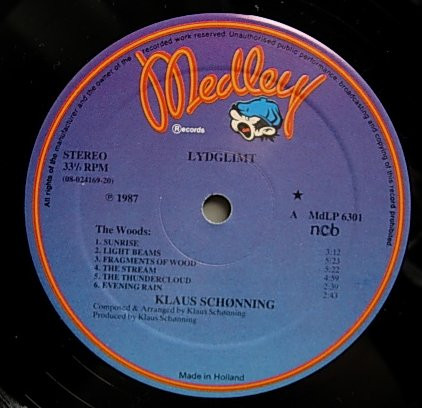 All rights of the manufacturer and the owner of the recorded work reserved. Unauthorised public performance, broadcasting and copying of this record prohibited.
Medley
Records
LYDGLIMT
STEREO
33⅓ RPM
(08-024169-20)
℗ 1987
★
A MdLP 6301
ncb
The Woods:
1. SUNRISE 3:12
2. LIGHT BEAMS 5:23
3. FRAGMENTS OF WOOD 5:22
4. THE STREAM 4:59
5. THE THUNDERCLOUD 2:39
6. EVENING RAIN 2:43
KLAUS SCHØNNING
Composed & Arranged by Klaus Schønning
Produced by Klaus Schønning
Made in Holland